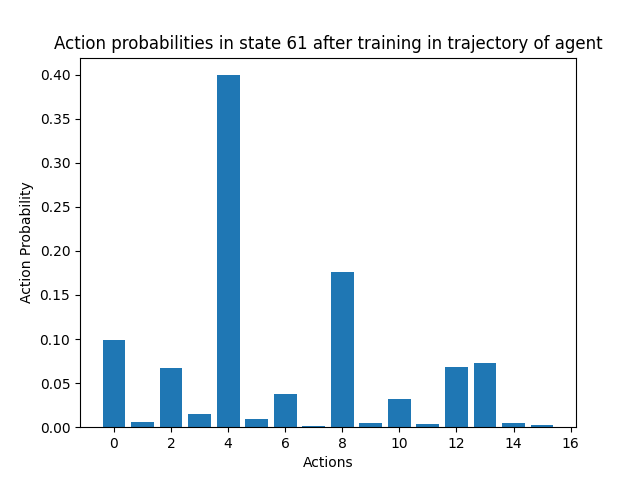 Action probabilities in state 61 after training in trajectory of agent
0.40
0.35
0.30
0.25
0.20
0.15
0.10
0.05
0.00
Action Probability
0 2 4 6 8 10 12 14 16
Actions